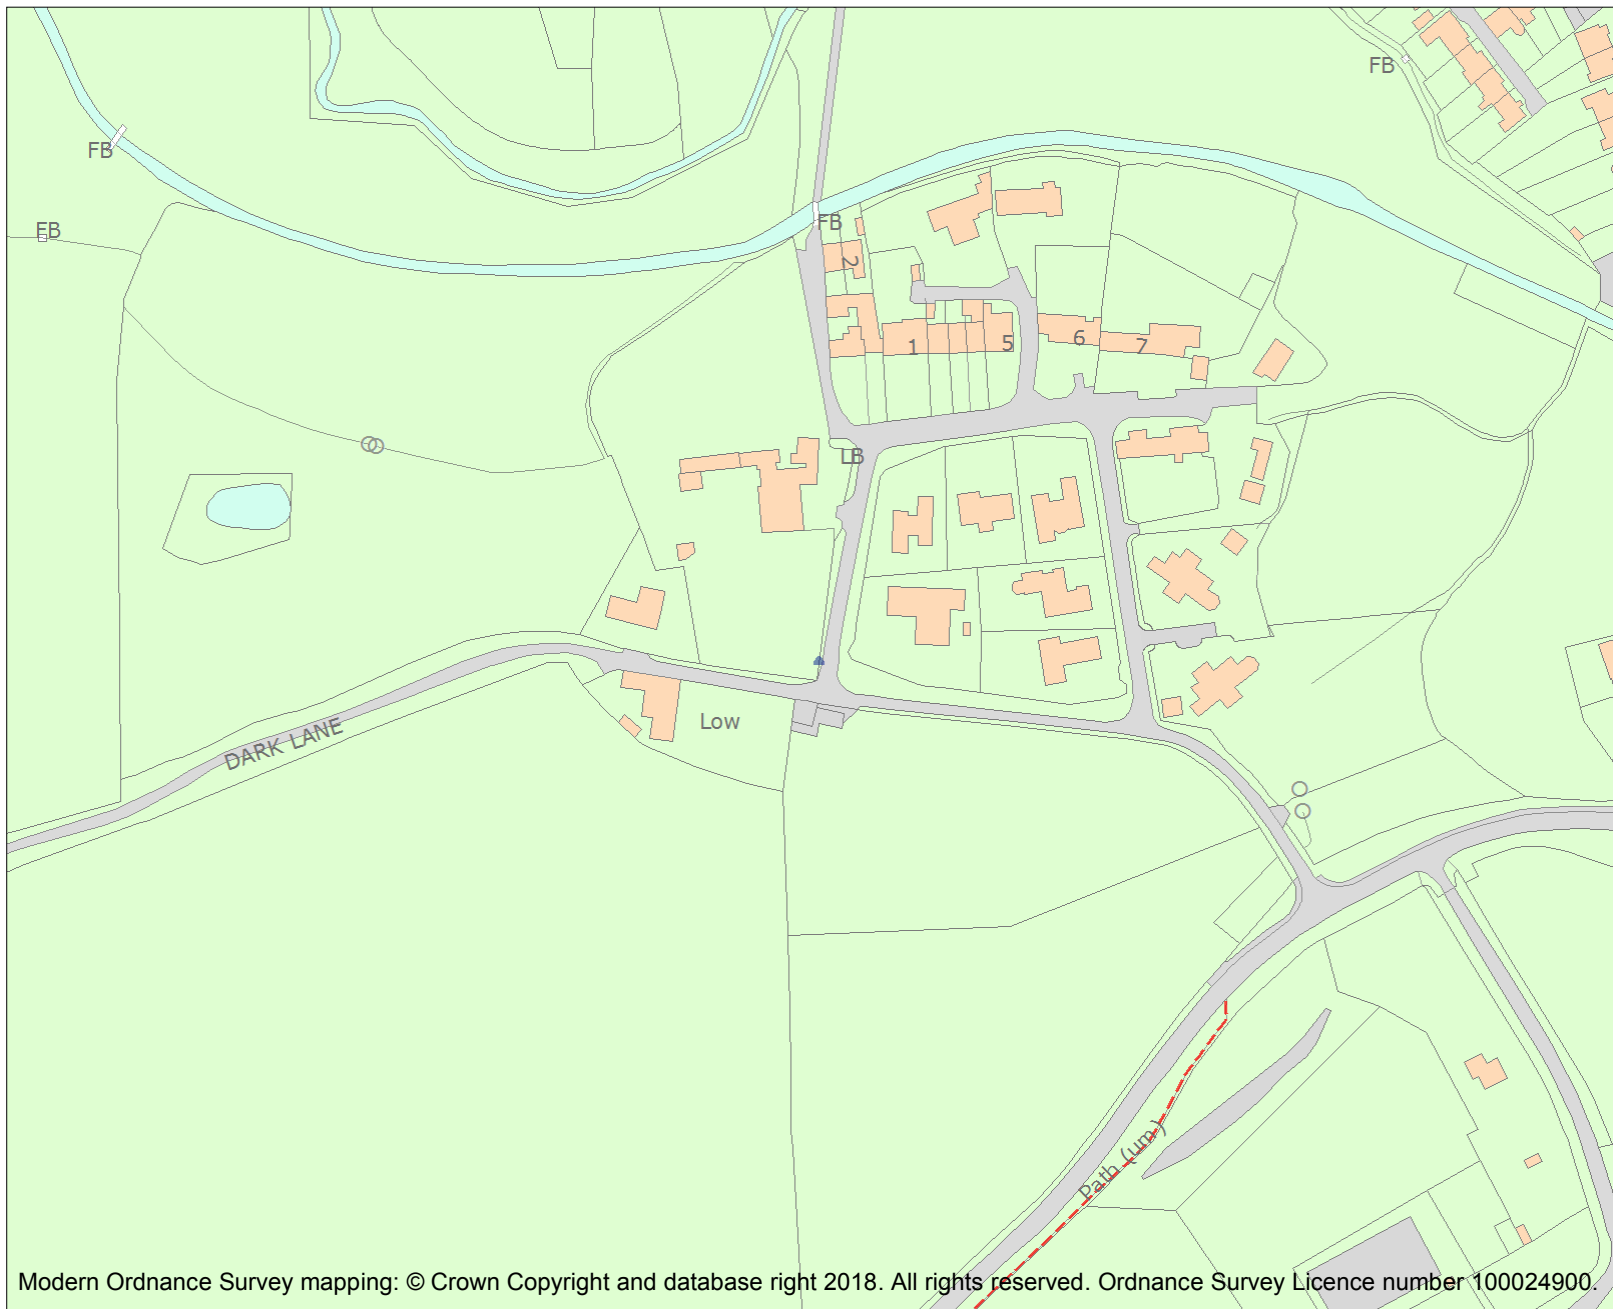 FB
FB
FB
FB
2
1
5
6
7
LB
Low
DARK LANE
Path (um)
Modern Ordnance Survey mapping: © Crown Copyright and database right 2018. All rights reserved. Ordnance Survey Licence number 100024900.